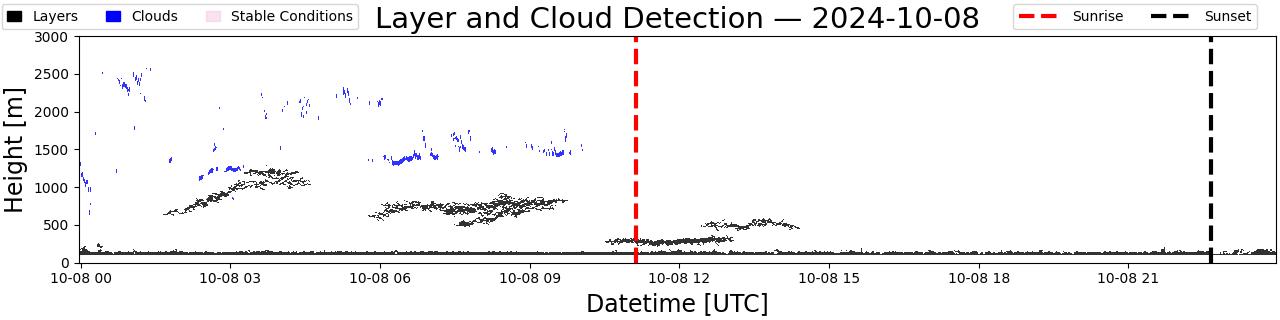 Layers Clouds Stable Conditions Layer and Cloud Detection — 2024-10-08 Sunrise Sunset
3000
2500
2000
1500
1000
500
0
Height [m]
10-08 00 10-08 03 10-08 06 10-08 09 10-08 12 10-08 15 10-08 18 10-08 21
Datetime [UTC]